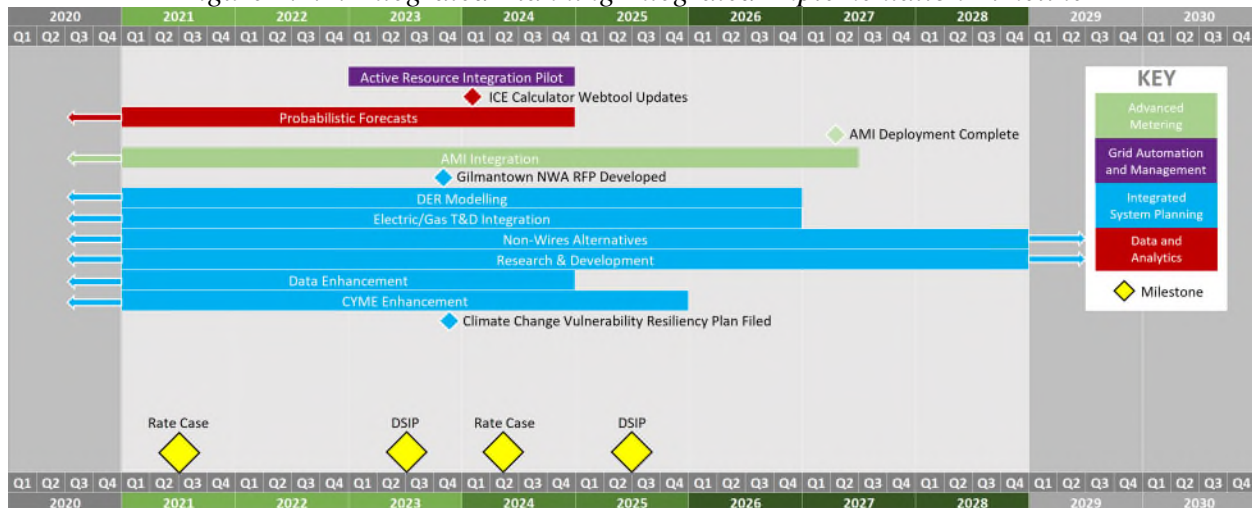 2020 2021 2022 2023 2024 2025 2026 2027 2028 2029 2030
Q1 Q2 Q3 Q4 Q1 Q2 Q3 Q4 Q1 Q2 Q3 Q4 Q1 Q2 Q3 Q4 Q1 Q2 Q3 Q4 Q1 Q2 Q3 Q4 Q1 Q2 Q3 Q4 Q1 Q2 Q3 Q4 Q1 Q2 Q3 Q4 Q1 Q2 Q3 Q4 Q1 Q2 Q3 Q4
Active Resource Integration Pilot
ICE Calculator Webtool Updates
Probabilistic Forecasts
AMI Deployment Complete
AMI Integration
Gilmantown NWA RFP Developed
DER Modelling
Electric/Gas T&D Integration
Non-Wires Alternatives
Research & Development
Data Enhancement
CYME Enhancement
Climate Change Vulnerability Resiliency Plan Filed
KEY
Advanced
Metering
Grid Automation
and Management
Integrated
System Planning
Data and
Analytics
Milestone
Rate Case DSIP Rate Case DSIP
Q1 Q2 Q3 Q4 Q1 Q2 Q3 Q4 Q1 Q2 Q3 Q4 Q1 Q2 Q3 Q4 Q1 Q2 Q3 Q4 Q1 Q2 Q3 Q4 Q1 Q2 Q3 Q4 Q1 Q2 Q3 Q4 Q1 Q2 Q3 Q4 Q1 Q2 Q3 Q4 Q1 Q2 Q3 Q4
2020 2021 2022 2023 2024 2025 2026 2027 2028 2029 2030